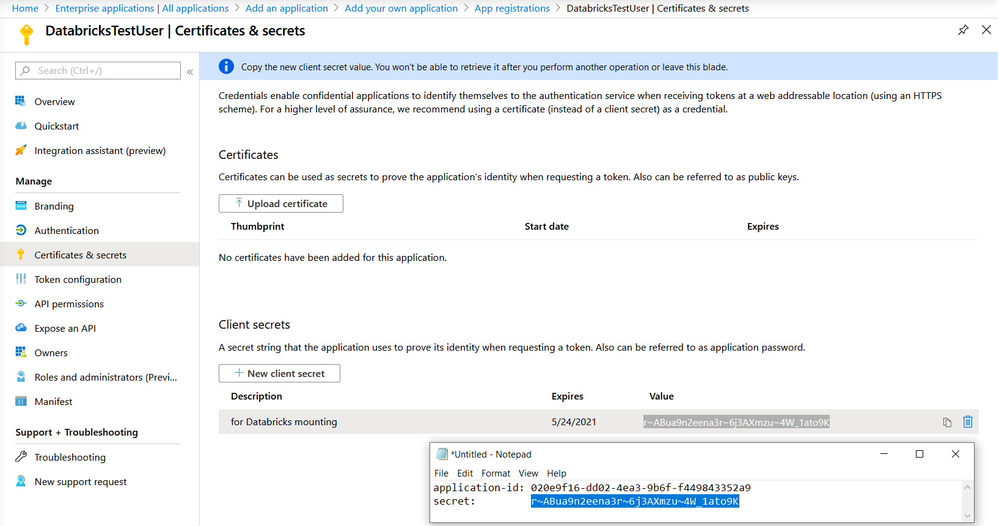 Home > Enterprise applications | All applications > Add an application > Add your own application > App registrations > DatabricksTestUser | Certificates & secrets
DatabricksTestUser | Certificates & secrets
Search (Ctrl+/)
«
Overview
Quickstart
Integration assistant (preview)
Manage
Branding
Authentication
Certificates & secrets
Token configuration
API permissions
Expose an API
Owners
Roles and administrators (Previ...
Manifest
Support + Troubleshooting
Troubleshooting
New support request
Copy the new client secret value. You won't be able to retrieve it after you perform another operation or leave this blade.
Credentials enable confidential applications to identify themselves to the authentication service when receiving tokens at a web addressable location (using an HTTPS
scheme). For a higher level of assurance, we recommend using a certificate (instead of a client secret) as a credential.
Certificates
Certificates can be used as secrets to prove the application's identity when requesting a token. Also can be referred to as public keys.
Upload certificate
Thumbprint Start date Expires
No certificates have been added for this application.
Client secrets
A secret string that the application uses to prove its identity when requesting a token. Also can be referred to as application password.
New client secret
Description Expires Value
for Databricks mounting 5/24/2021 r~ABua9n2eena3r~6j3AXmzu~4W_1ato9K
*Untitled - Notepad
File Edit Format View Help
application-id: 020e9f16-dd02-4ea3-9b6f-f449843352a9
secret: r~ABua9n2eena3r~6j3AXmzu~4W_1ato9K